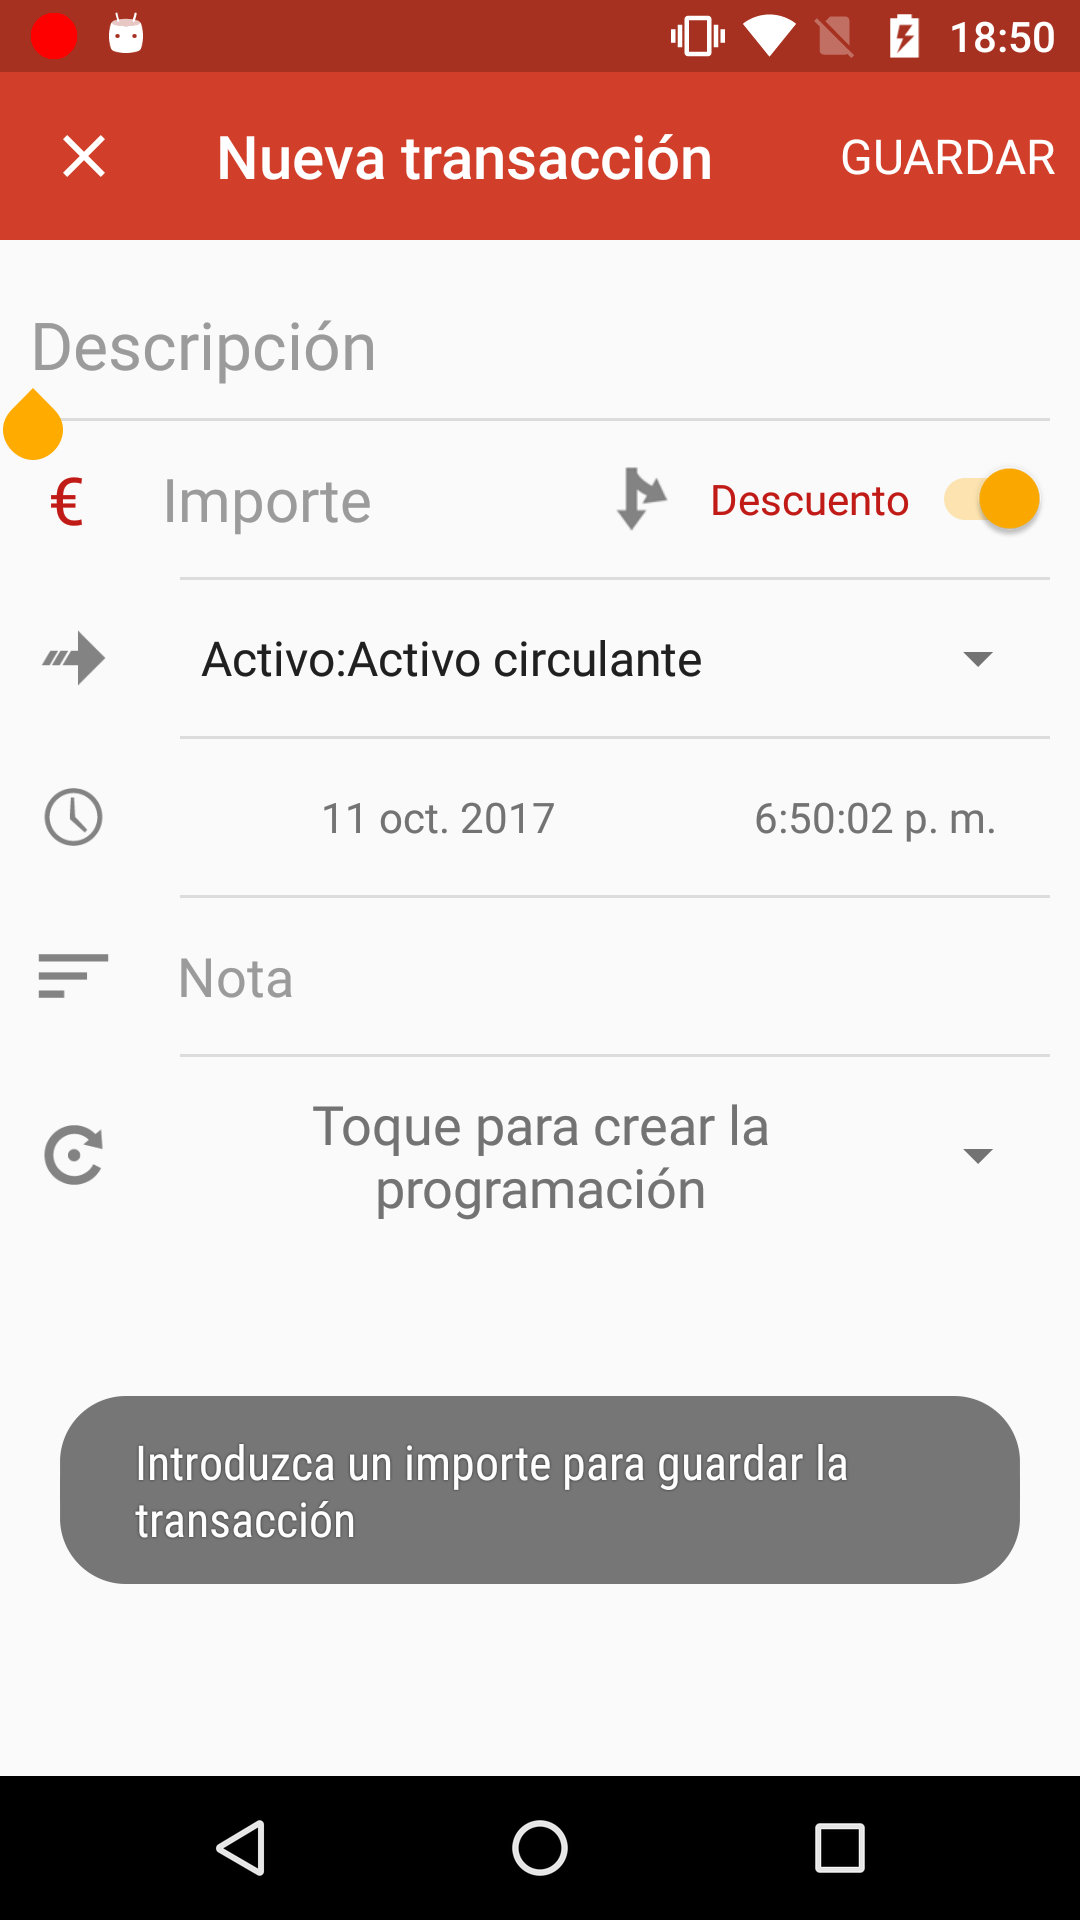 18:50
Nueva transacción GUARDAR
Descripción
€ Importe Descuento
Activo:Activo circulante
11 oct. 2017 6:50:02 p. m.
Nota
Toque para crear la
programación
Introduzca un importe para guardar la
transacción